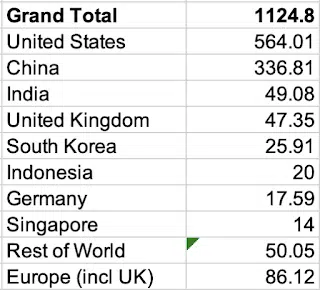 Grand Total 1124.8
United States 564.01
China 336.81
India 49.08
United Kingdom 47.35
South Korea 25.91
Indonesia 20
Germany 17.59
Singapore 14
Rest of World 50.05
Europe (incl UK) 86.12